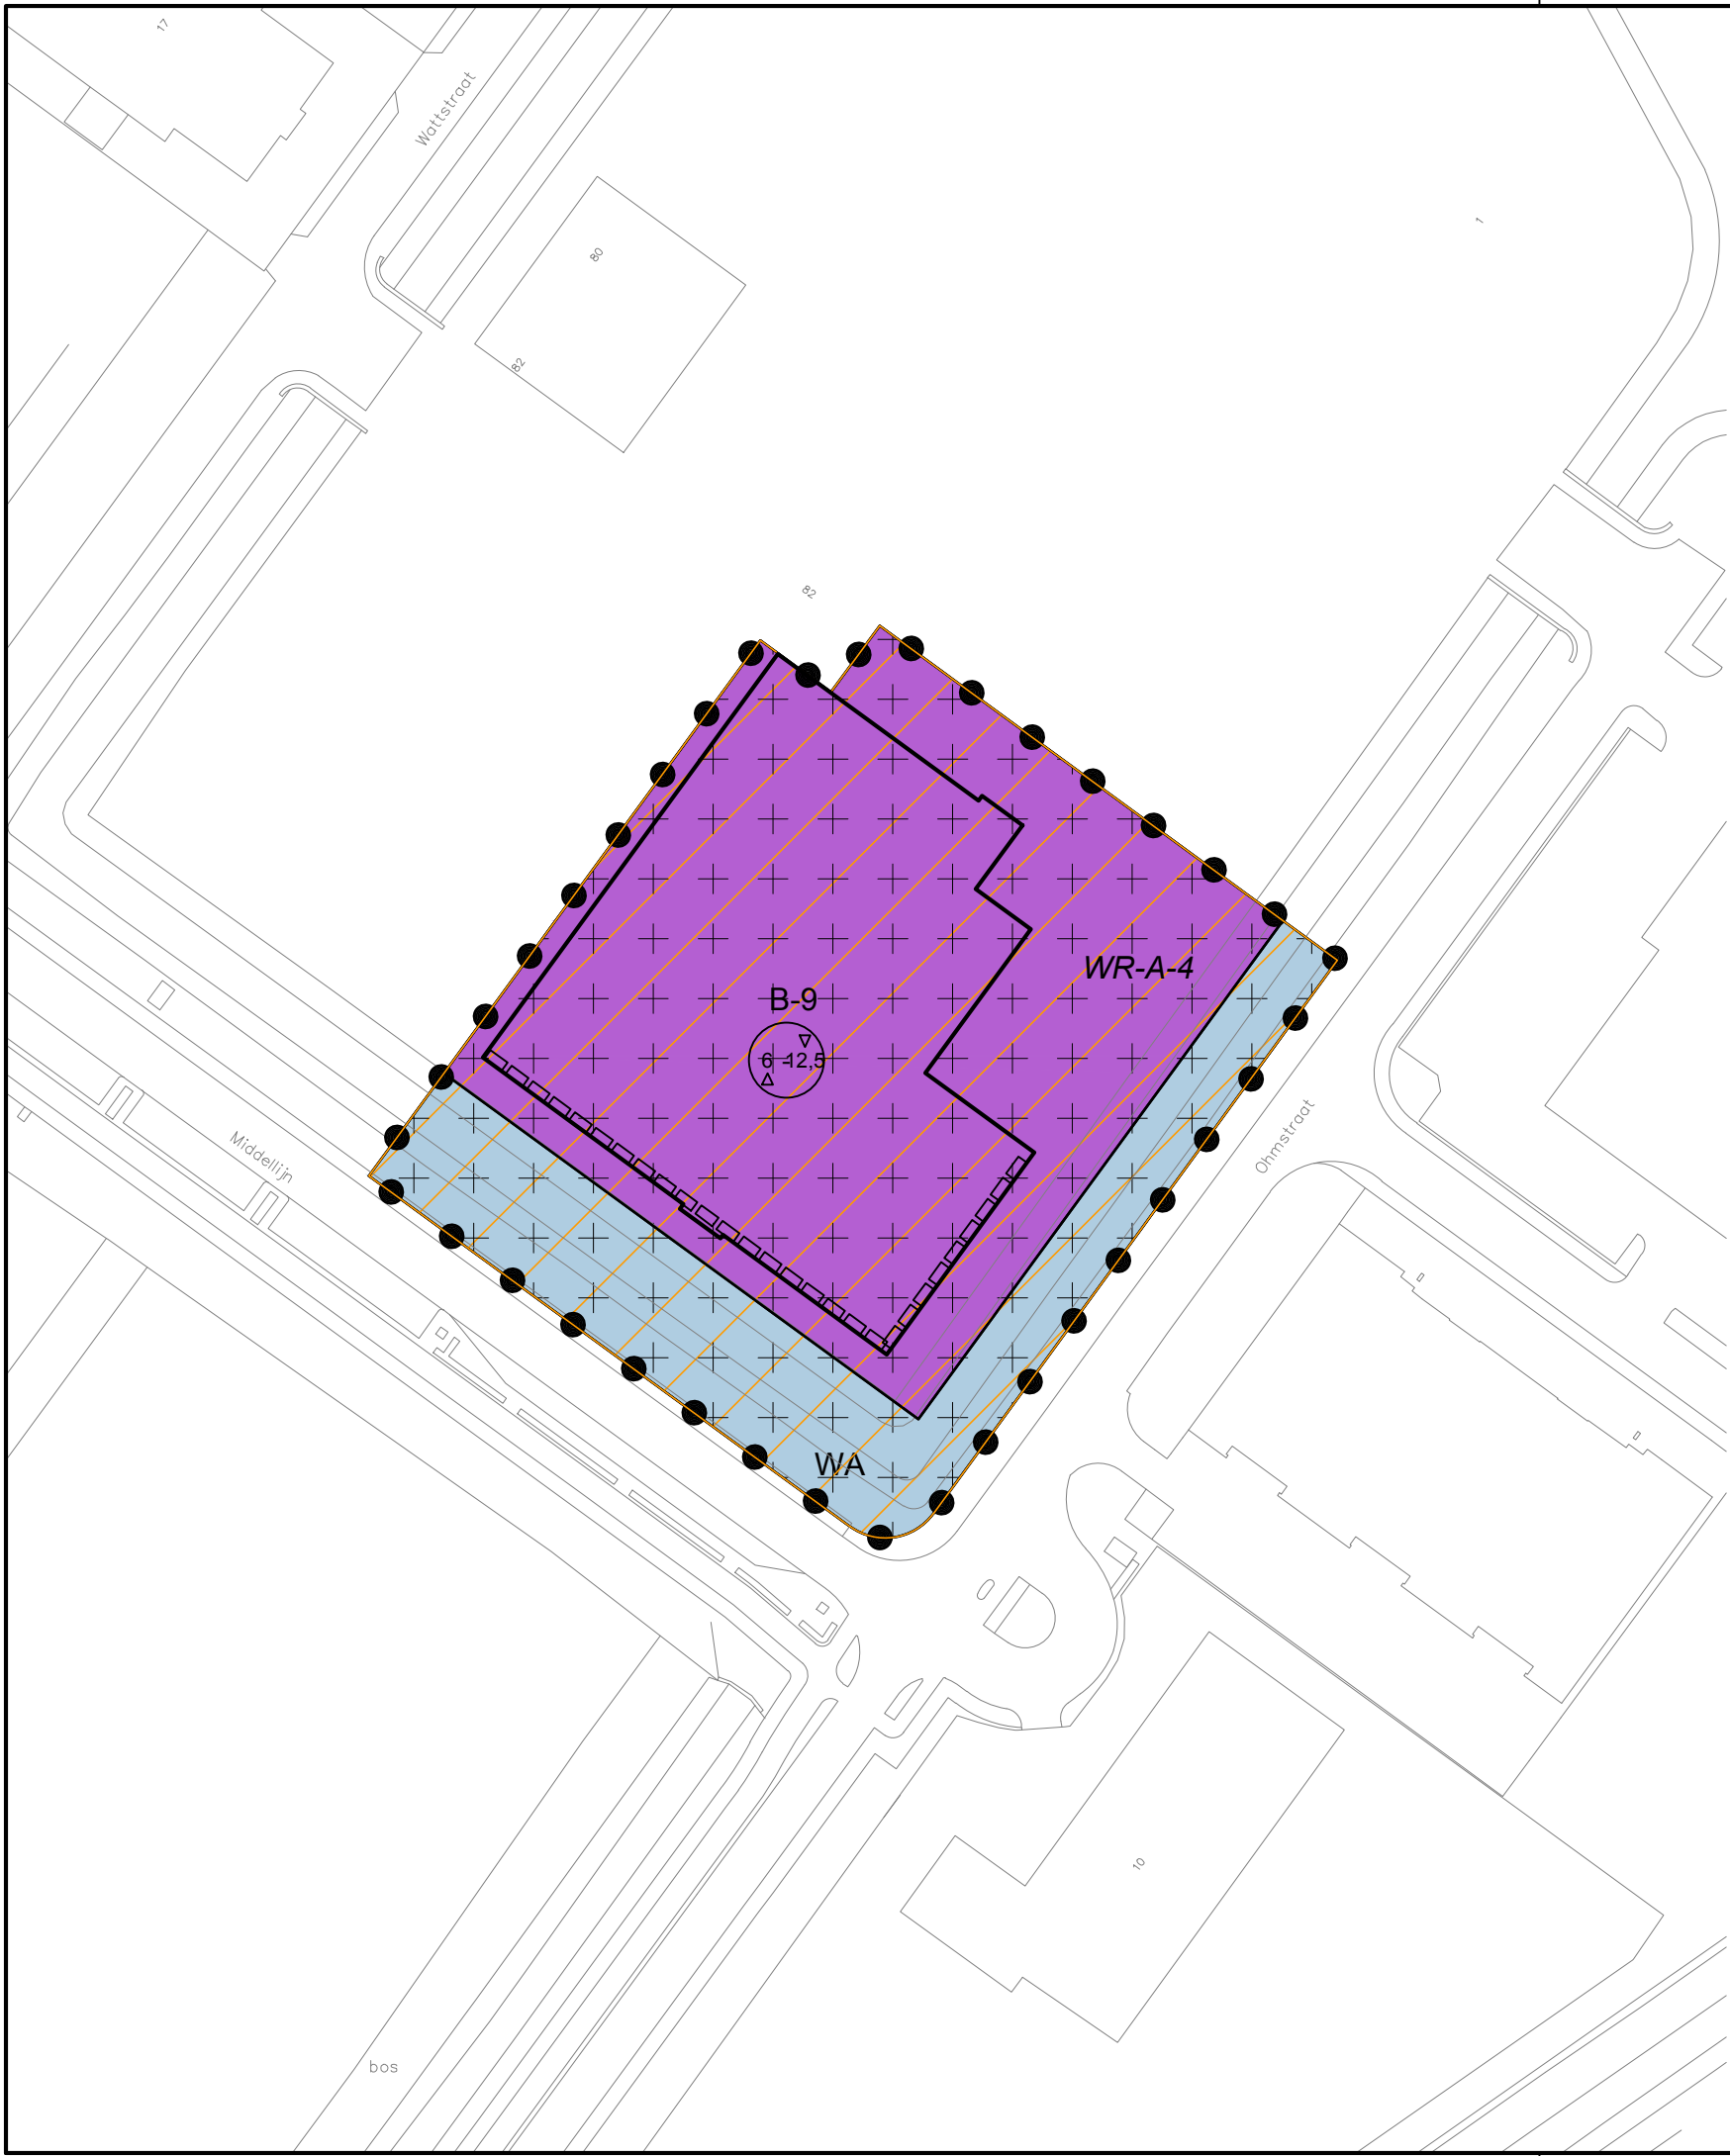 17
Wattstraat
80
1
82
82
WR-A-4
B-9
6 -12,5
Ohmstraat
Middellijn
WA
10
bos